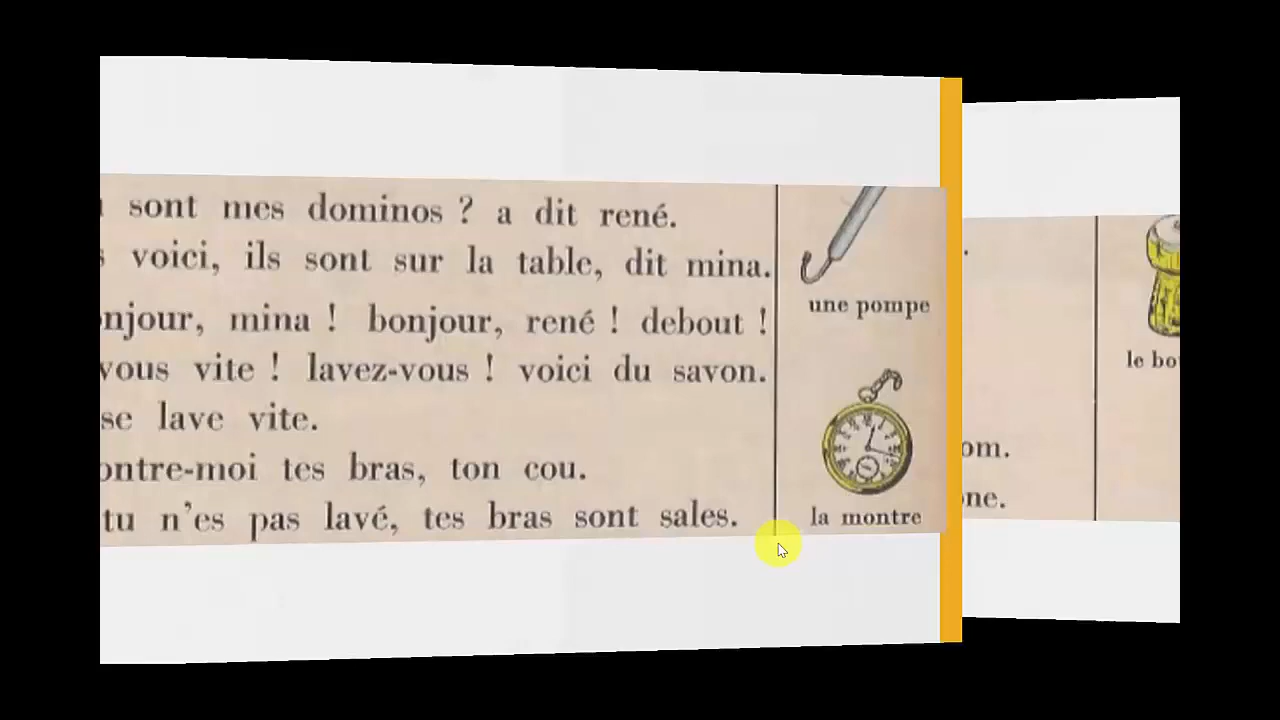 sont mes dominos ? a dit rené.
voici, ils sont sur la table, dit mina.
njour, mina ! bonjour, rené ! debout !
vous vite ! lavez-vous ! voici du savon.
se lave vite.
ontre-moi tes bras, ton cou.
tu n'es pas lavé, tes bras sont sales.
une pompe
la montre
le bou
om.
ne.